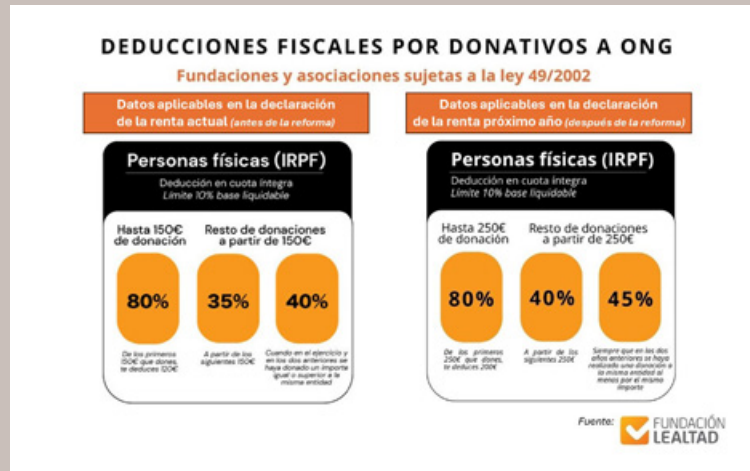 DEDUCCIONES FISCALES POR DONATIVOS A ONG
Fundaciones y asociaciones sujetas a la ley 49/2002
Datos aplicables en la declaración
de la renta actual (antes de la reforma)
Personas físicas (IRPF)
Deducción en cuota íntegra
Límite 10% base liquidable
Hasta 150€
de donación
Resto de donaciones
a partir de 150€
80%
35%
40%
De los primeros
150€ que dones,
te deduces 120€
A partir de los
siguientes 150€
Cuando en el ejercicio y
en los dos anteriores se
haya donado un importe
igual o superior a la
misma entidad
Datos aplicables en la declaración
de la renta próximo año (después de la reforma)
Personas físicas (IRPF)
Deducción en cuota íntegra
Límite 10% base liquidable
Hasta 250€
de donación
Resto de donaciones
a partir de 250€
80%
40%
45%
De los primeros
250€ que dones,
te deduces 200€
A partir de los
siguientes 250€
Siempre que en los dos
años anteriores se haya
realizado una donación a
la misma entidad al
menos por el mismo
importe
Fuente:
FUNDACIÓN
LEALTAD